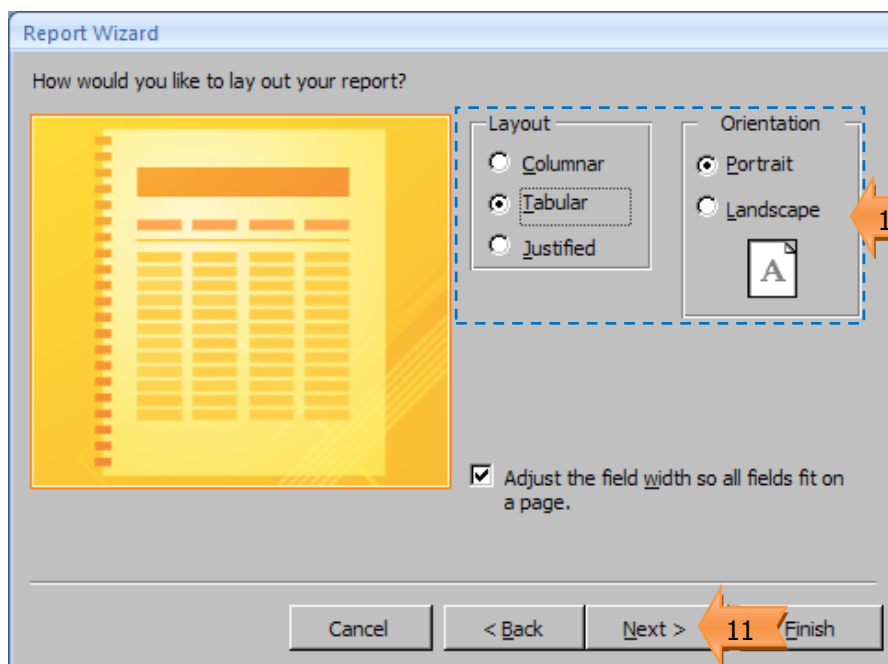 Report Wizard
How would you like to lay out your report?
Layout
Columnar
Tabular
Justified
Orientation
Portrait
Landscape
A
Adjust the field width so all fields fit on
a page.
Cancel
< Back
Next >
11
Finish